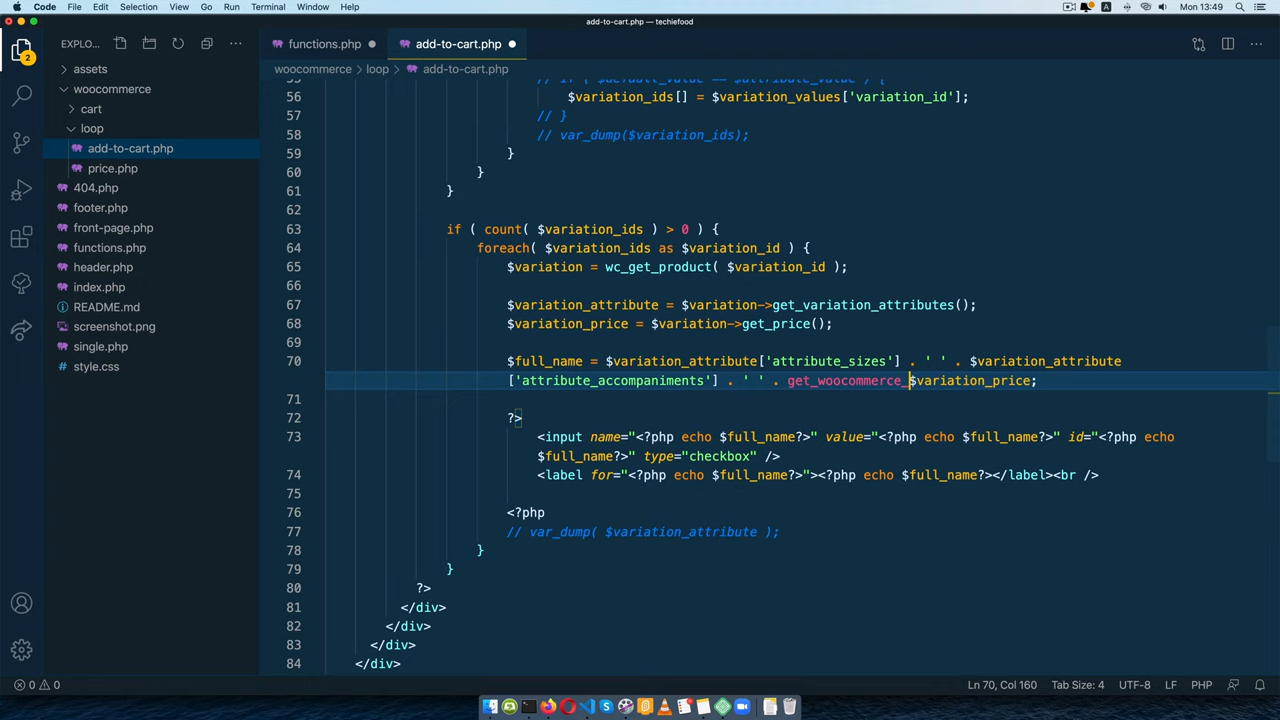 Code File Edit Selection View Go Run Terminal Window Help A Mon 13:49
add-to-cart.php — techiefood
EXPLO... functions.php add-to-cart.php
2
woocommerce > loop > add-to-cart.php
assets
woocommerce
cart
loop
add-to-cart.php
price.php
404.php
footer.php
front-page.php
functions.php
header.php
index.php
README.md
screenshot.png
single.php
style.css
55 // if ( $default_value == $attribute_value ) {
56 $variation_ids[] = $variation_values['variation_id'];
57 // }
58 // var_dump($variation_ids);
59 }
60 }
61 }
62
63 if ( count( $variation_ids ) > 0 ) {
64 foreach( $variation_ids as $variation_id ) {
65 $variation = wc_get_product( $variation_id );
66
67 $variation_attribute = $variation->get_variation_attributes();
68 $variation_price = $variation->get_price();
69
70 $full_name = $variation_attribute['attribute_sizes'] . ' ' . $variation_attribute
['attribute_accompaniments'] . ' ' . get_woocommerce_$variation_price;
71
72 ?>
73 <input name="<?php echo $full_name?>" value="<?php echo $full_name?>" id="<?php echo
$full_name?>" type="checkbox" />
74 <label for="<?php echo $full_name?>"><?php echo $full_name?></label><br />
75
76 <?php
77 // var_dump( $variation_attribute );
78 }
79 }
80 ?>
81 </div>
82 </div>
83 </div>
84 </div>
0 0 Ln 70, Col 160 Tab Size: 4 UTF-8 LF PHP